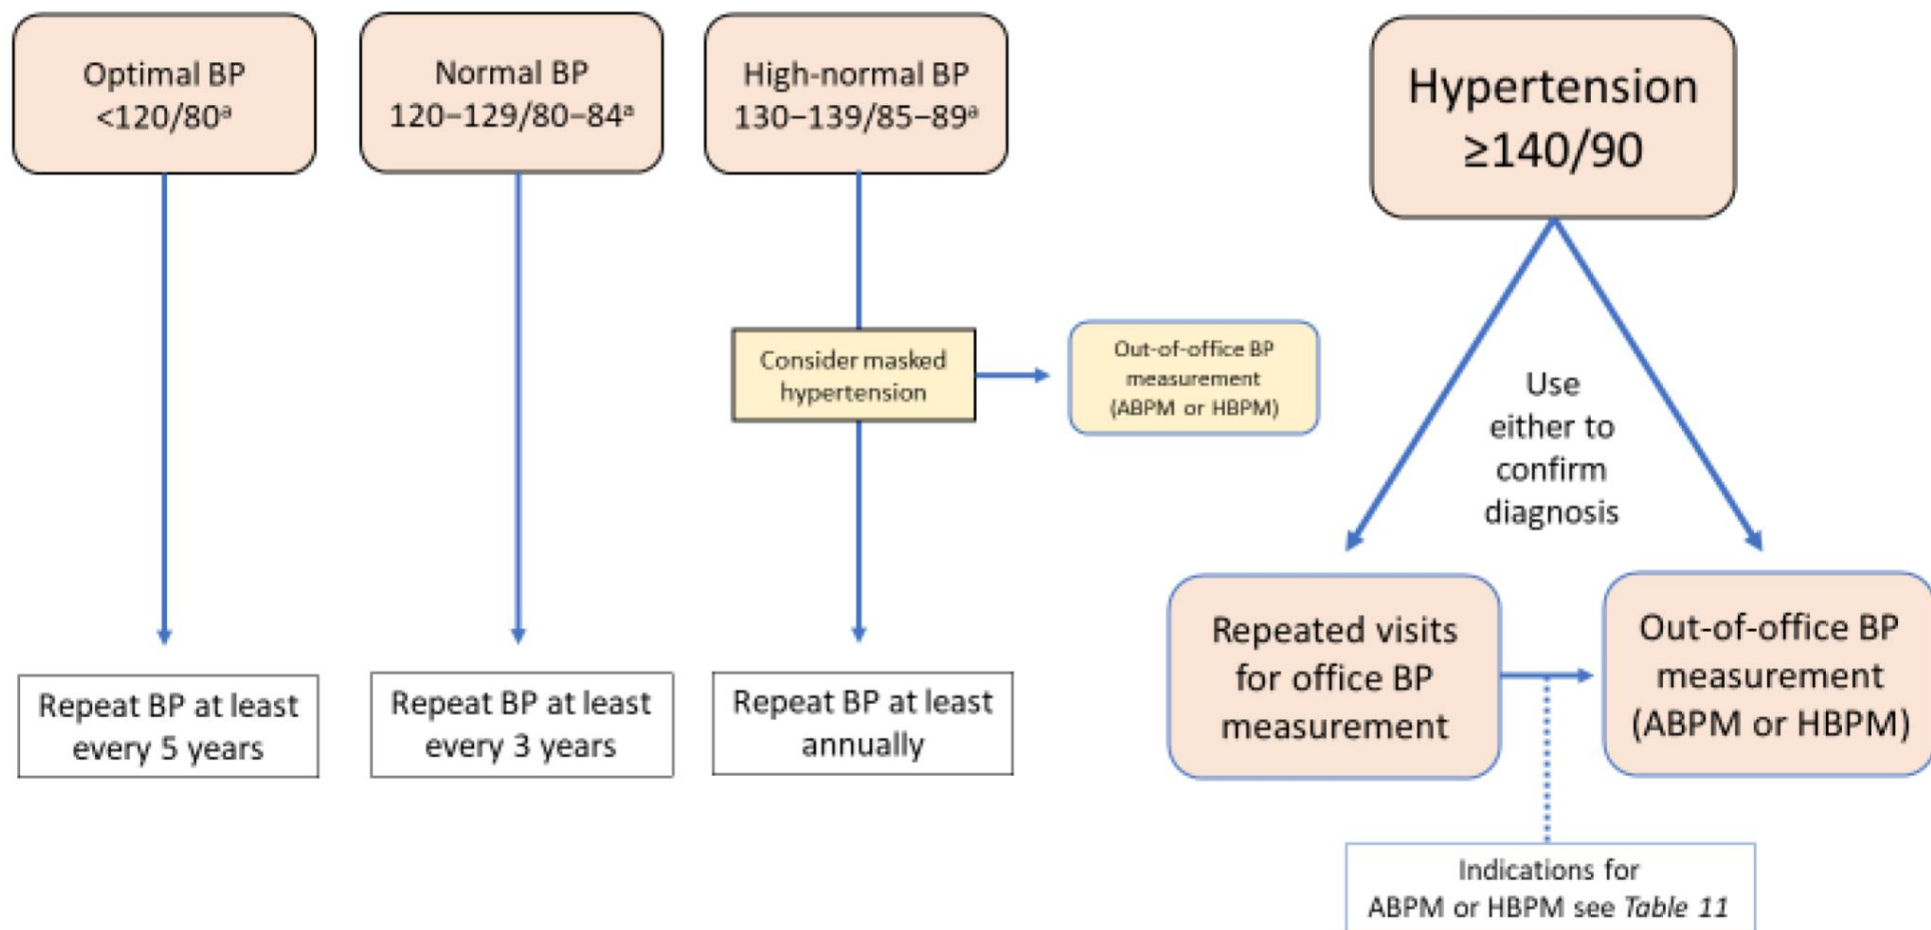 Optimal BP
<120/80ᵃ
Normal BP
120–129/80–84ᵃ
High-normal BP
130–139/85–89ᵃ
Hypertension
≥140/90
Consider masked
hypertension
Out-of-office BP
measurement
(ABPM or HBPM)
Use
either to
confirm
diagnosis
Repeat BP at least
every 5 years
Repeat BP at least
every 3 years
Repeat BP at least
annually
Repeated visits
for office BP
measurement
Out-of-office BP
measurement
(ABPM or HBPM)
Indications for
ABPM or HBPM see Table 11